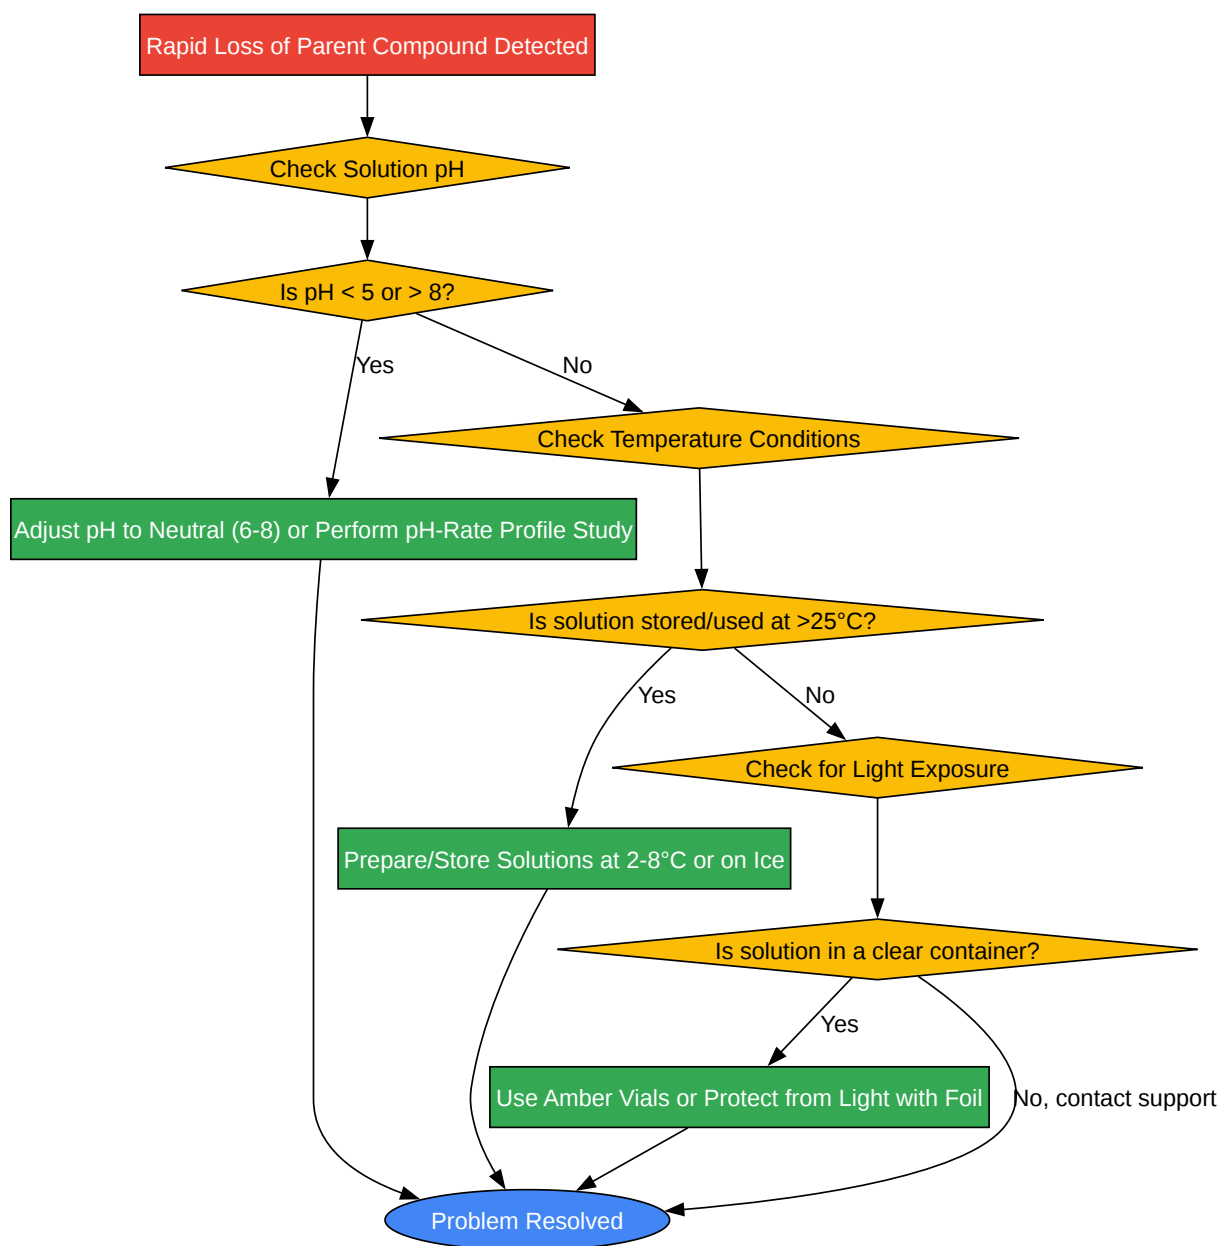 Rapid Loss of Parent Compound Detected
Check Solution pH
Is pH < 5 or > 8?
Yes
No
Check Temperature Conditions
Adjust pH to Neutral (6-8) or Perform pH-Rate Profile Study
Is solution stored/used at >25°C?
Yes
No
Check for Light Exposure
Prepare/Store Solutions at 2-8°C or on Ice
Is solution in a clear container?
Yes
Use Amber Vials or Protect from Light with Foil
No, contact support
Problem Resolved